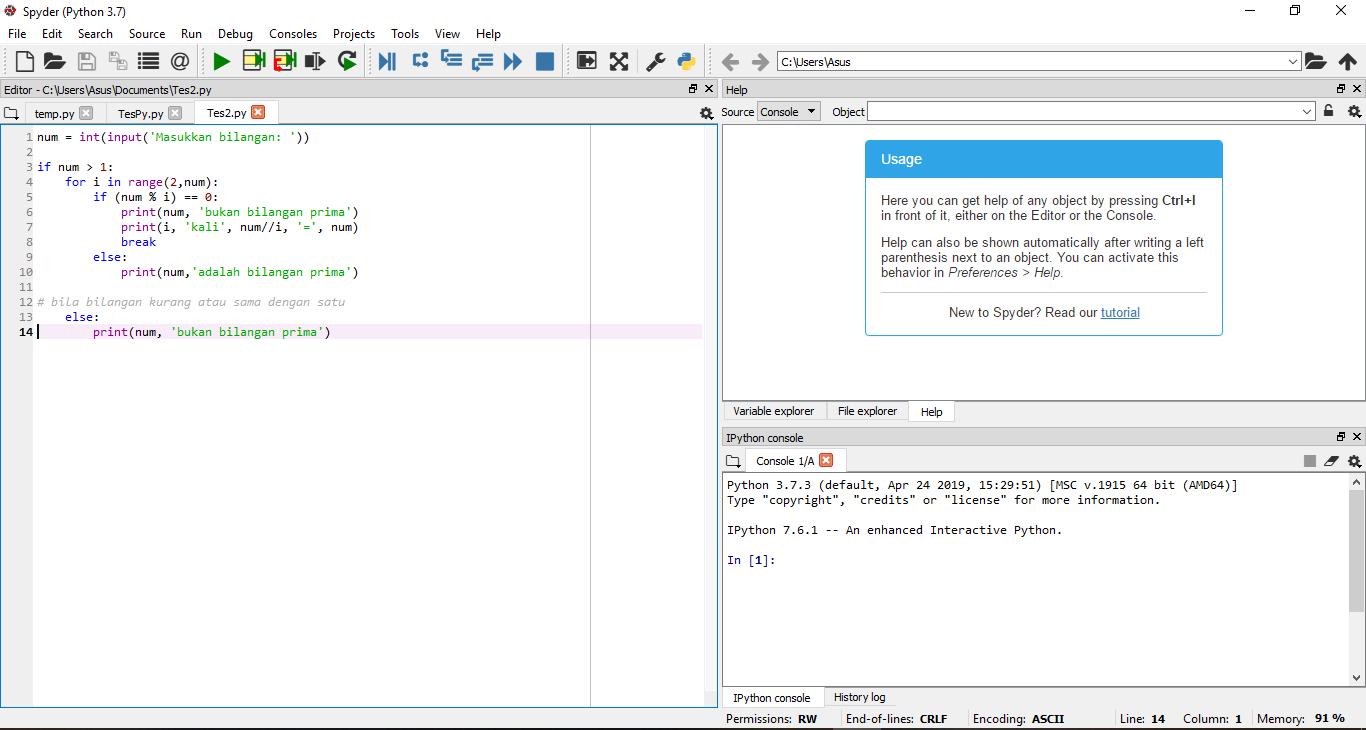 Spyder (Python 3.7)
File Edit Search Source Run Debug Consoles Projects Tools View Help
C:\Users\Asus
Editor - C:\Users\Asus\Documents\Tes2.py
temp.py TesPy.py Tes2.py
1 num = int(input('Masukkan bilangan: '))
2
3 if num > 1:
4     for i in range(2,num):
5         if (num % i) == 0:
6             print(num, 'bukan bilangan prima')
7             print(i, 'kali', num//i, '=', num)
8             break
9         else:
10             print(num,'adalah bilangan prima')
11
12 # bila bilangan kurang atau sama dengan satu
13     else:
14         print(num, 'bukan bilangan prima')
Help
Source Console Object
Usage
Here you can get help of any object by pressing Ctrl+I
in front of it, either on the Editor or the Console.
Help can also be shown automatically after writing a left
parenthesis next to an object. You can activate this
behavior in Preferences > Help.
New to Spyder? Read our tutorial
Variable explorer File explorer Help
IPython console
Console 1/A
Python 3.7.3 (default, Apr 24 2019, 15:29:51) [MSC v.1915 64 bit (AMD64)]
Type "copyright", "credits" or "license" for more information.
IPython 7.6.1 -- An enhanced Interactive Python.
In [1]:
IPython console History log
Permissions: RW End-of-lines: CRLF Encoding: ASCII Line: 14 Column: 1 Memory: 91 %